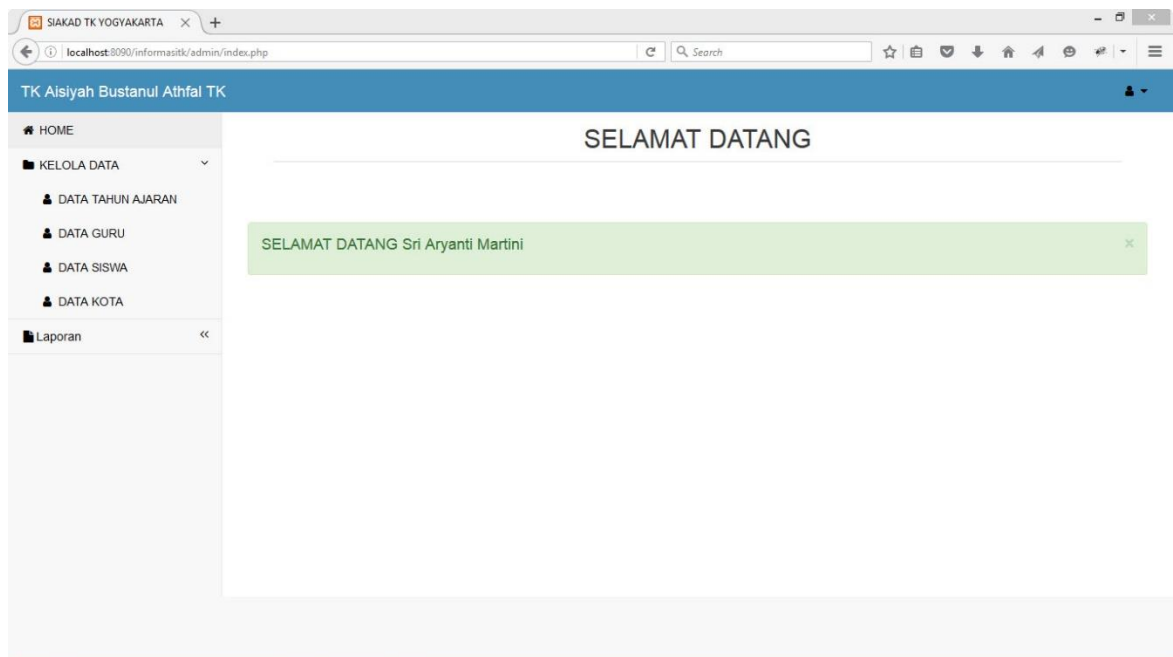 SIAKAD TK YOGYAKARTA
localhost:8090/informasitk/admin/index.php
Search
TK Aisiyah Bustanul Athfal TK
HOME
SELAMAT DATANG
KELOLA DATA
DATA TAHUN AJARAN
DATA GURU
SELAMAT DATANG Sri Aryanti Martini
DATA SISWA
DATA KOTA
Laporan